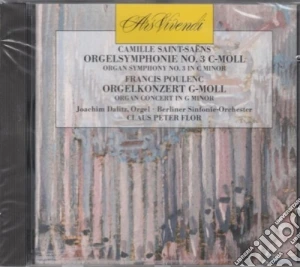 Ars Vivendi
CAMILLE SAINT-SAËNS
ORGELSYMPHONIE NO. 3 C-MOLL
ORGAN SYMPHONY NO. 3 IN C MINOR
FRANCIS POULENC
ORGELKONZERT G-MOLL
ORGAN CONCERT IN G MINOR
Joachim Dalitz, Orgel · Berliner Sinfonie-Orchester
CLAUS PETER FLOR